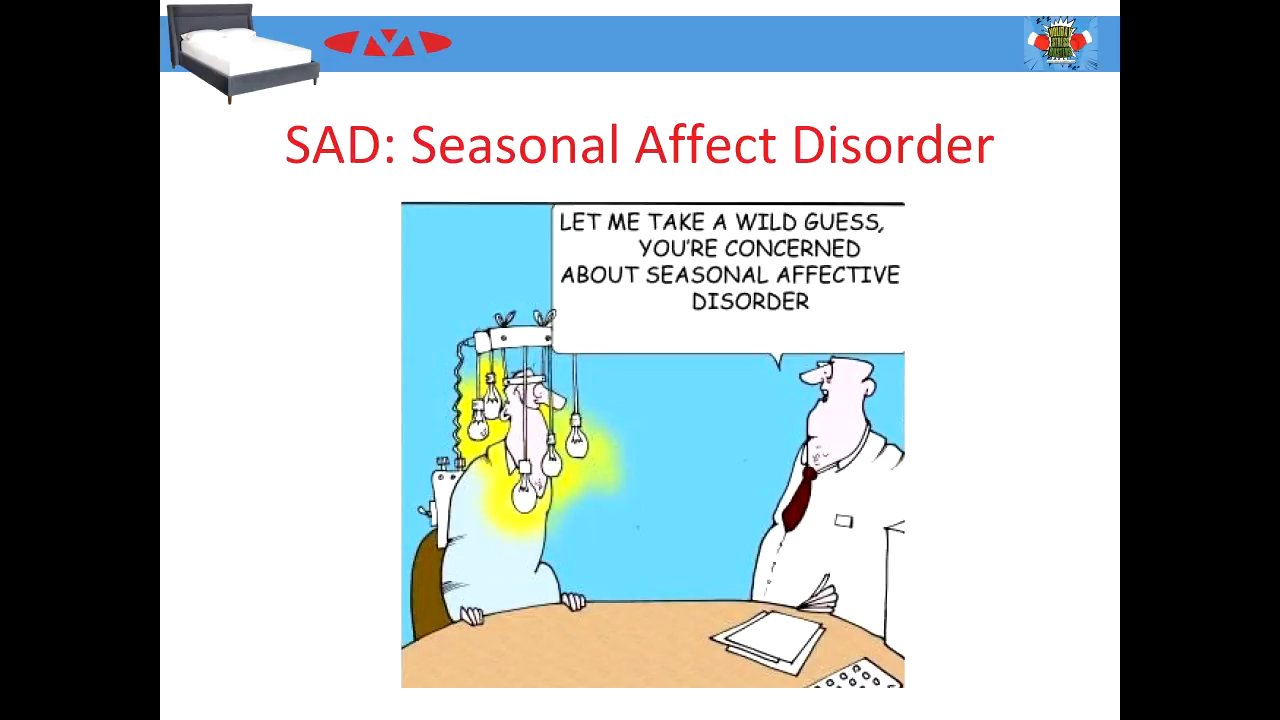 SAD: Seasonal Affect Disorder
LET ME TAKE A WILD GUESS,
YOU'RE CONCERNED
ABOUT SEASONAL AFFECTIVE
DISORDER